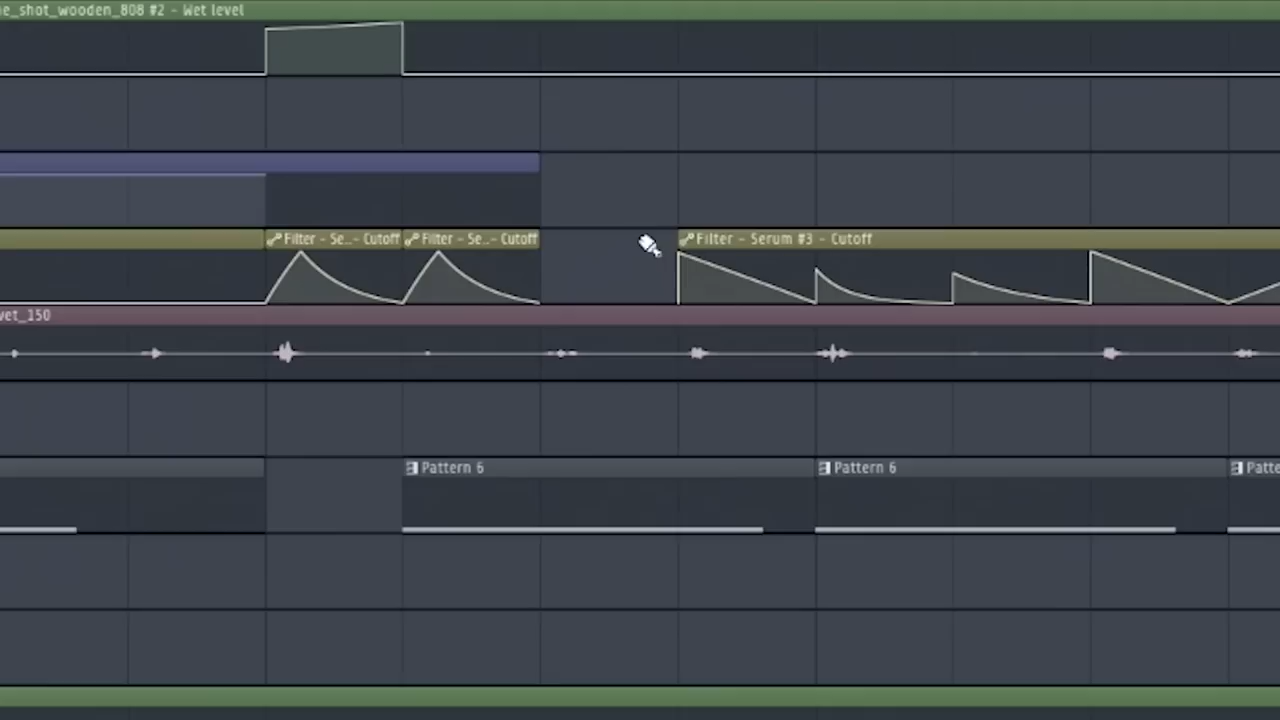 ne_shot_wooden_808 #2 - Wet level
Filter - Se..- Cutoff
Filter - Se..- Cutoff
Filter - Serum #3 - Cutoff
vet_150
Pattern 6
Pattern 6
Patte